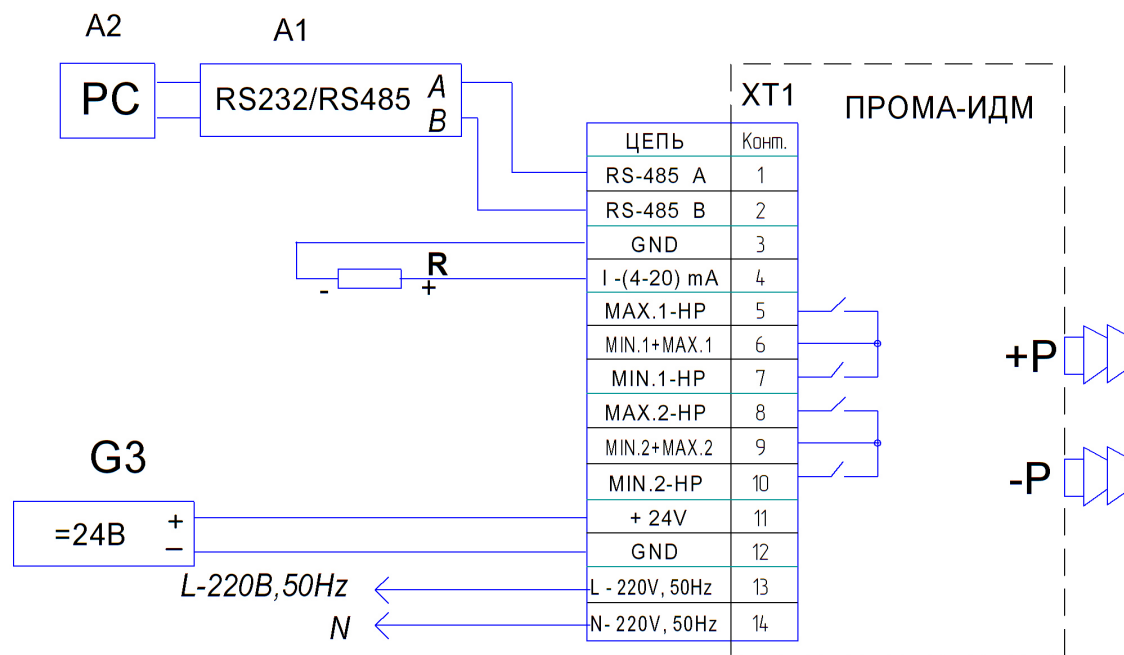 A2
A1
PC
RS232/RS485
A
B
XT1
ПРОМА-ИДМ
ЦЕПЬ Конт.
RS-485 A 1
RS-485 B 2
GND 3
I -(4-20) mA 4
MAX.1-HP 5
MIN.1+MAX.1 6
MIN.1-HP 7
MAX.2-HP 8
MIN.2+MAX.2 9
MIN.2-HP 10
+ 24V 11
GND 12
L - 220V, 50Hz 13
N- 220V, 50Hz 14
R
- +
+P
-P
G3
=24В + –
L-220В,50Hz
N